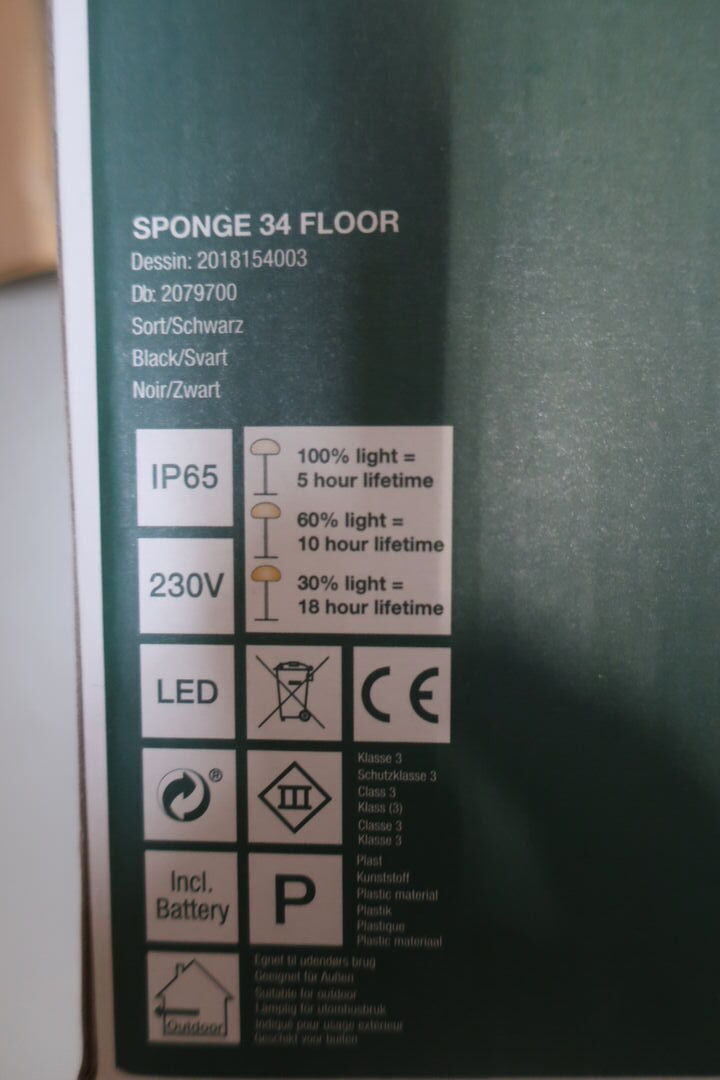 SPONGE 34 FLOOR
Dessin: 2018154003
Db: 2079700
Sort/Schwarz
Black/Svart
Noir/Zwart
IP65
100% light =
5 hour lifetime
60% light =
10 hour lifetime
230V
30% light =
18 hour lifetime
LED
CE
®
III
Klasse 3
Schutzklasse 3
Class 3
Klass (3)
Classe 3
Klasse 3
Incl.
Battery
P
Plast
Kunststoff
Plastic material
Plastik
Plastique
Plastic materiaal
Outdoor
Egnet til udendørs brug
Geeignet für Außen
Suitable for outdoor
Lämplig för utomhusbruk
Indiqué pour usage extérieur
Geschikt voor buiten